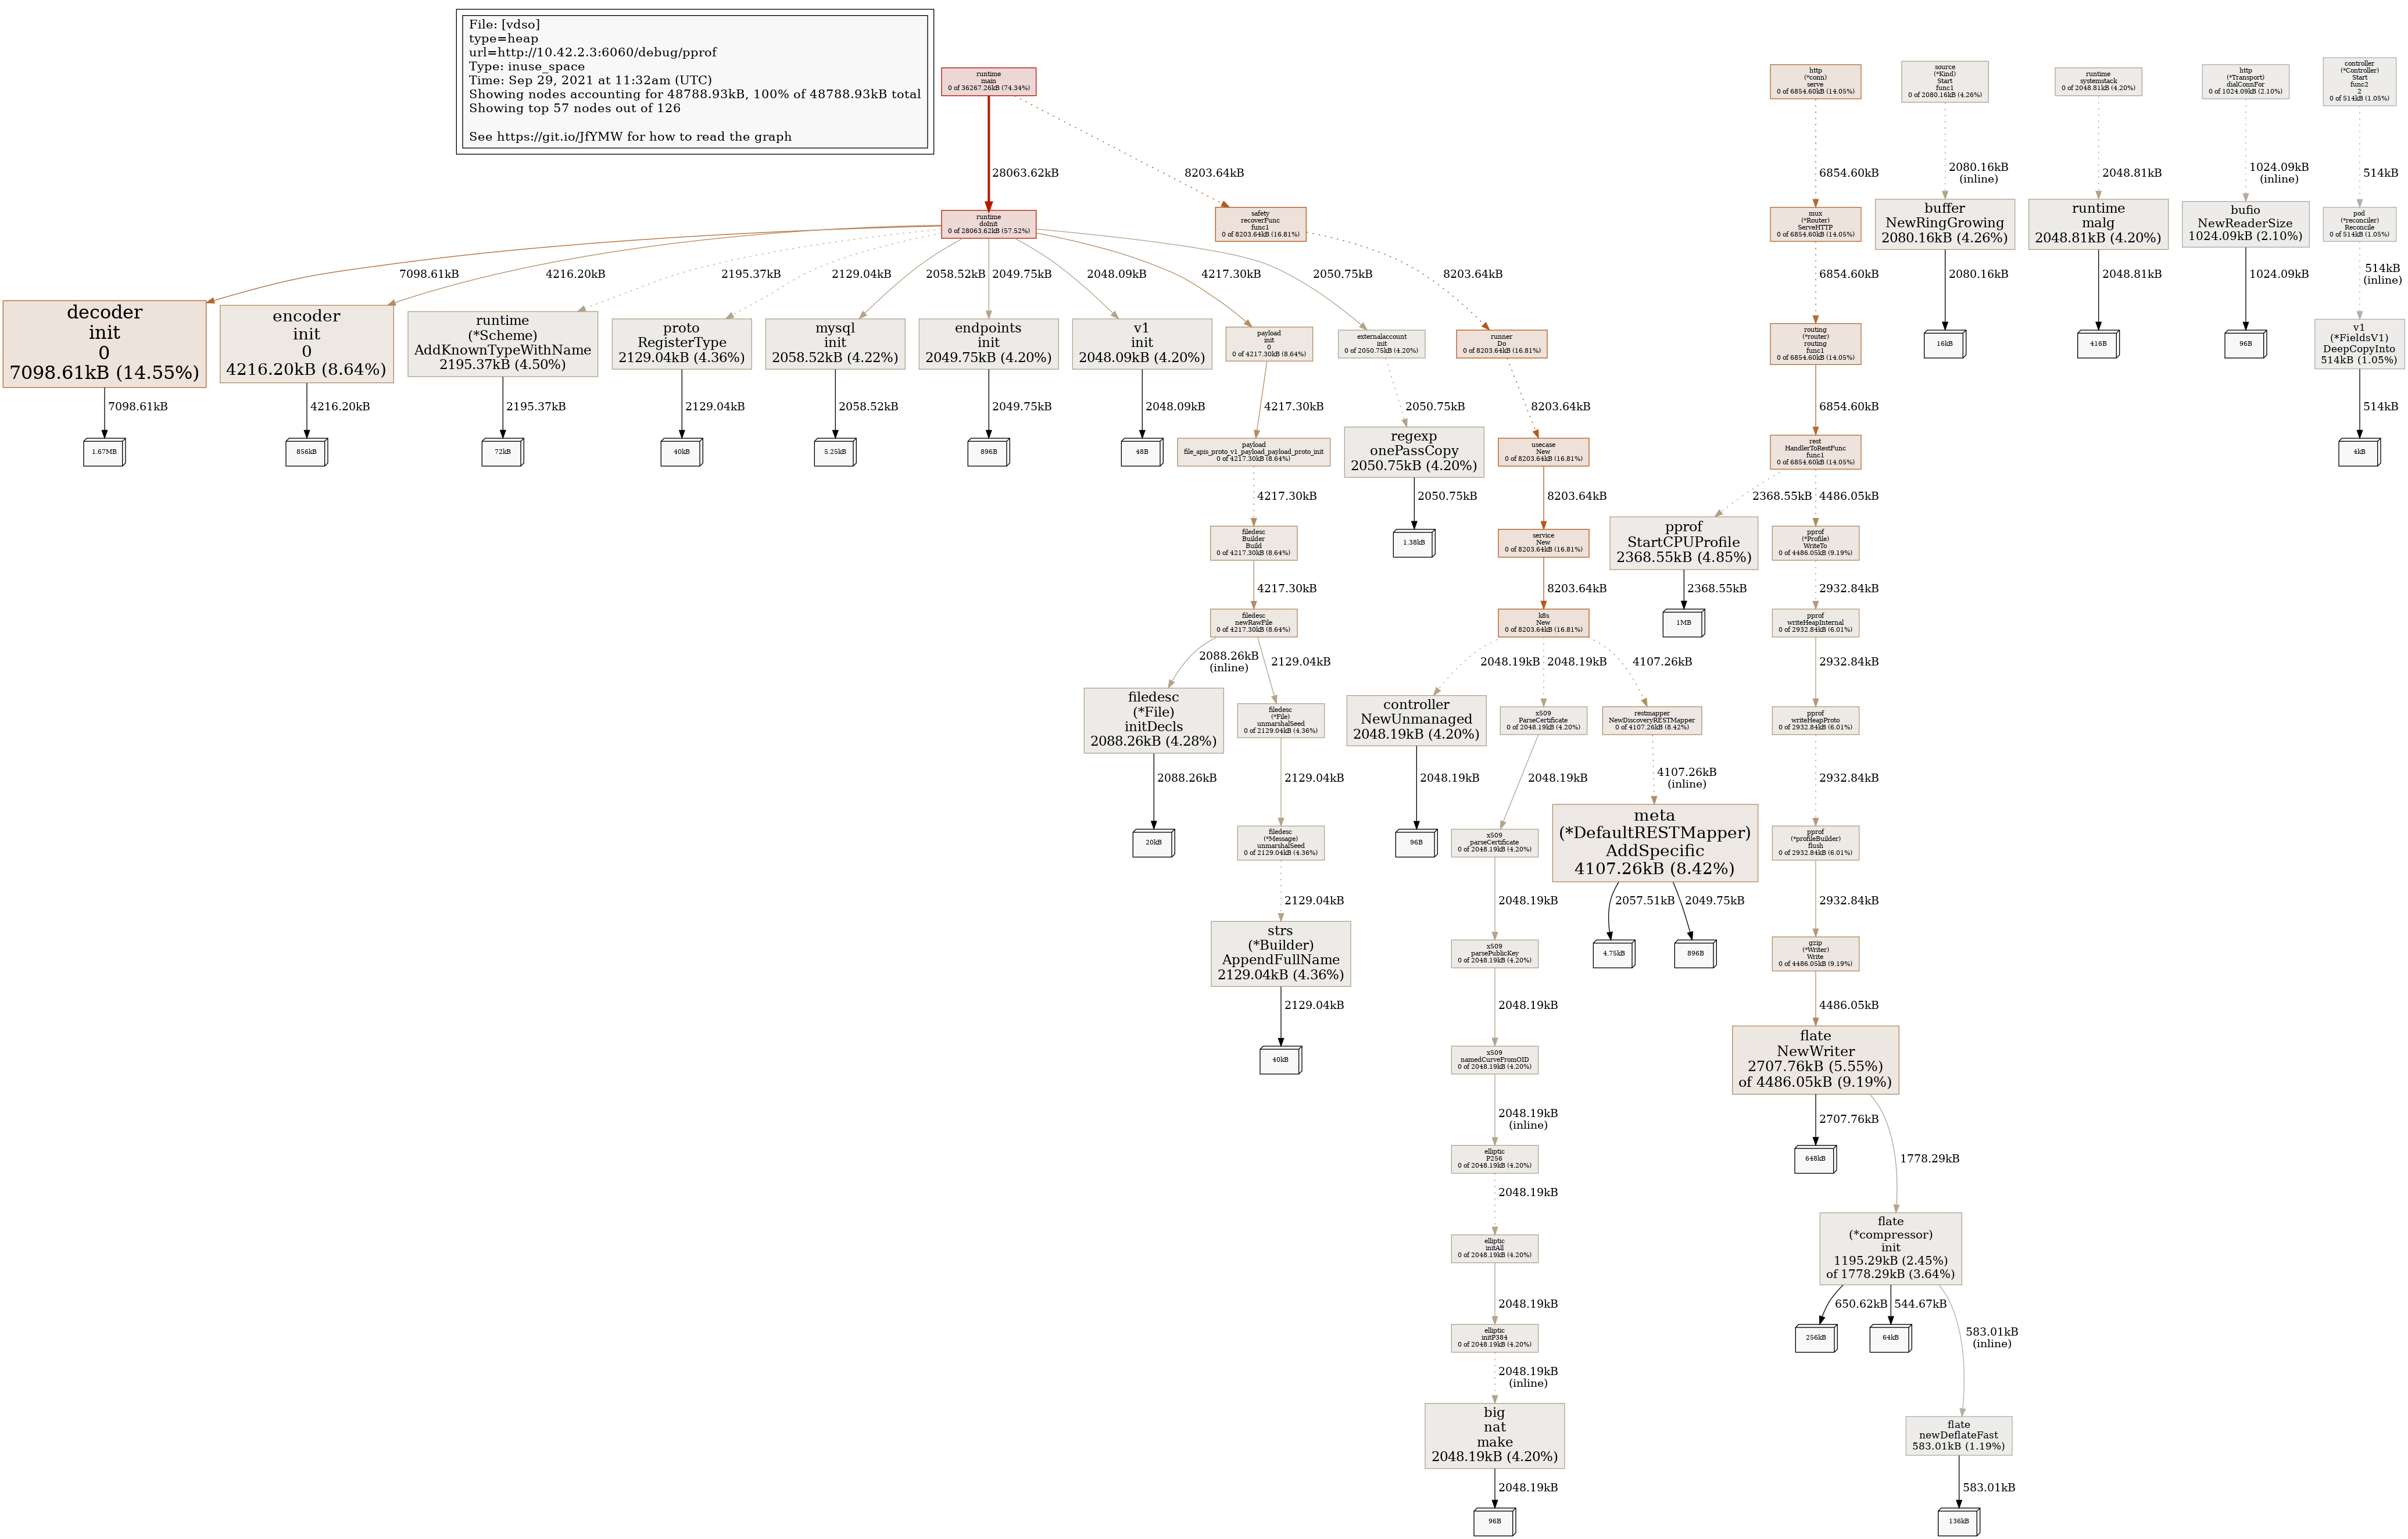 File: [vdso]
type=heap
url=http://10.42.2.3:6060/debug/pprof
Type: inuse_space
Time: Sep 29, 2021 at 11:32am (UTC)
Showing nodes accounting for 48788.93kB, 100% of 48788.93kB total
Showing top 57 nodes out of 126
See https://git.io/JfYMW for how to read the graph
runtime
main
0 of 36267.26kB (74.34%)
http
(*conn)
serve
0 of 6854.60kB (14.05%)
source
(*Kind)
Start
func1
0 of 2080.16kB (4.26%)
runtime
systemstack
0 of 2048.81kB (4.20%)
http
(*Transport)
dialConnFor
0 of 1024.09kB (2.10%)
controller
(*Controller)
Start
func2
2
0 of 514kB (1.05%)
28063.62kB
8203.64kB
6854.60kB
2080.16kB
(inline)
2048.81kB
1024.09kB
(inline)
514kB
runtime
doInit
0 of 28063.62kB (57.52%)
safety
recoverFunc
func1
0 of 8203.64kB (16.81%)
mux
(*Router)
ServeHTTP
0 of 6854.60kB (14.05%)
buffer
NewRingGrowing
2080.16kB (4.26%)
runtime
malg
2048.81kB (4.20%)
bufio
NewReaderSize
1024.09kB (2.10%)
pod
(*reconciler)
Reconcile
0 of 514kB (1.05%)
7098.61kB
4216.20kB
2195.37kB
2129.04kB
2058.52kB
2049.75kB
2048.09kB
4217.30kB
2050.75kB
8203.64kB
6854.60kB
2080.16kB
2048.81kB
1024.09kB
514kB
(inline)
decoder
init
0
7098.61kB (14.55%)
encoder
init
0
4216.20kB (8.64%)
runtime
(*Scheme)
AddKnownTypeWithName
2195.37kB (4.50%)
proto
RegisterType
2129.04kB (4.36%)
mysql
init
2058.52kB (4.22%)
endpoints
init
2049.75kB (4.20%)
v1
init
2048.09kB (4.20%)
payload
init
0
0 of 4217.30kB (8.64%)
externalaccount
init
0 of 2050.75kB (4.20%)
runner
Do
0 of 8203.64kB (16.81%)
routing
(*router)
routing
func1
0 of 6854.60kB (14.05%)
16kB
416B
96B
v1
(*FieldsV1)
DeepCopyInto
514kB (1.05%)
7098.61kB
4216.20kB
2195.37kB
2129.04kB
2058.52kB
2049.75kB
2048.09kB
4217.30kB
2050.75kB
8203.64kB
6854.60kB
514kB
1.67MB
856kB
72kB
40kB
5.25kB
896B
48B
payload
file_apis_proto_v1_payload_payload_proto_init
0 of 4217.30kB (8.64%)
regexp
onePassCopy
2050.75kB (4.20%)
usecase
New
0 of 8203.64kB (16.81%)
rest
HandlerToRestFunc
func1
0 of 6854.60kB (14.05%)
4kB
4217.30kB
2050.75kB
8203.64kB
2368.55kB
4486.05kB
filedesc
Builder
Build
0 of 4217.30kB (8.64%)
1.38kB
service
New
0 of 8203.64kB (16.81%)
pprof
StartCPUProfile
2368.55kB (4.85%)
pprof
(*Profile)
WriteTo
0 of 4486.05kB (9.19%)
4217.30kB
8203.64kB
2368.55kB
2932.84kB
filedesc
newRawFile
0 of 4217.30kB (8.64%)
k8s
New
0 of 8203.64kB (16.81%)
1MB
pprof
writeHeapInternal
0 of 2932.84kB (6.01%)
2088.26kB
(inline)
2129.04kB
2048.19kB
2048.19kB
4107.26kB
2932.84kB
filedesc
(*File)
initDecls
2088.26kB (4.28%)
filedesc
(*File)
unmarshalSeed
0 of 2129.04kB (4.36%)
controller
NewUnmanaged
2048.19kB (4.20%)
x509
ParseCertificate
0 of 2048.19kB (4.20%)
restmapper
NewDiscoveryRESTMapper
0 of 4107.26kB (8.42%)
pprof
writeHeapProto
0 of 2932.84kB (6.01%)
2088.26kB
2129.04kB
2048.19kB
2048.19kB
4107.26kB
(inline)
2932.84kB
20kB
filedesc
(*Message)
unmarshalSeed
0 of 2129.04kB (4.36%)
96B
x509
parseCertificate
0 of 2048.19kB (4.20%)
meta
(*DefaultRESTMapper)
AddSpecific
4107.26kB (8.42%)
pprof
(*profileBuilder)
flush
0 of 2932.84kB (6.01%)
2129.04kB
2048.19kB
2057.51kB
2049.75kB
2932.84kB
strs
(*Builder)
AppendFullName
2129.04kB (4.36%)
x509
parsePublicKey
0 of 2048.19kB (4.20%)
4.75kB
896B
gzip
(*Writer)
Write
0 of 4486.05kB (9.19%)
2129.04kB
2048.19kB
4486.05kB
40kB
x509
namedCurveFromOID
0 of 2048.19kB (4.20%)
flate
NewWriter
2707.76kB (5.55%)
of 4486.05kB (9.19%)
2048.19kB
(inline)
2707.76kB
1778.29kB
elliptic
P256
0 of 2048.19kB (4.20%)
648kB
2048.19kB
elliptic
initAll
0 of 2048.19kB (4.20%)
flate
(*compressor)
init
1195.29kB (2.45%)
of 1778.29kB (3.64%)
2048.19kB
650.62kB
544.67kB
583.01kB
(inline)
elliptic
initP384
0 of 2048.19kB (4.20%)
256kB
64kB
2048.19kB
(inline)
big
nat
make
2048.19kB (4.20%)
flate
newDeflateFast
583.01kB (1.19%)
2048.19kB
583.01kB
96B
136kB